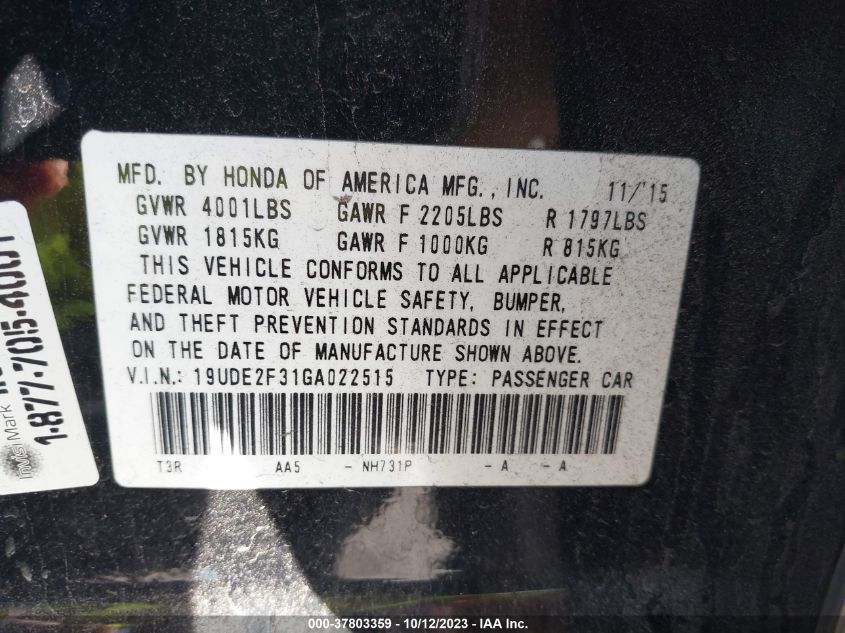 MFD. BY HONDA OF AMERICA MFG., INC. 11/'15
GVWR 4001LBS GAWR F 2205LBS R 1797LBS
GVWR 1815KG GAWR F 1000KG R 815KG
THIS VEHICLE CONFORMS TO ALL APPLICABLE
FEDERAL MOTOR VEHICLE SAFETY, BUMPER,
AND THEFT PREVENTION STANDARDS IN EFFECT
ON THE DATE OF MANUFACTURE SHOWN ABOVE.
V.I.N.: 19UDE2F31GA022515 TYPE: PASSENGER CAR
T3R AA5 - NH731P - A - A
InvisiMark
1-877-705-4001
000-37803359 - 10/12/2023 - IAA Inc.